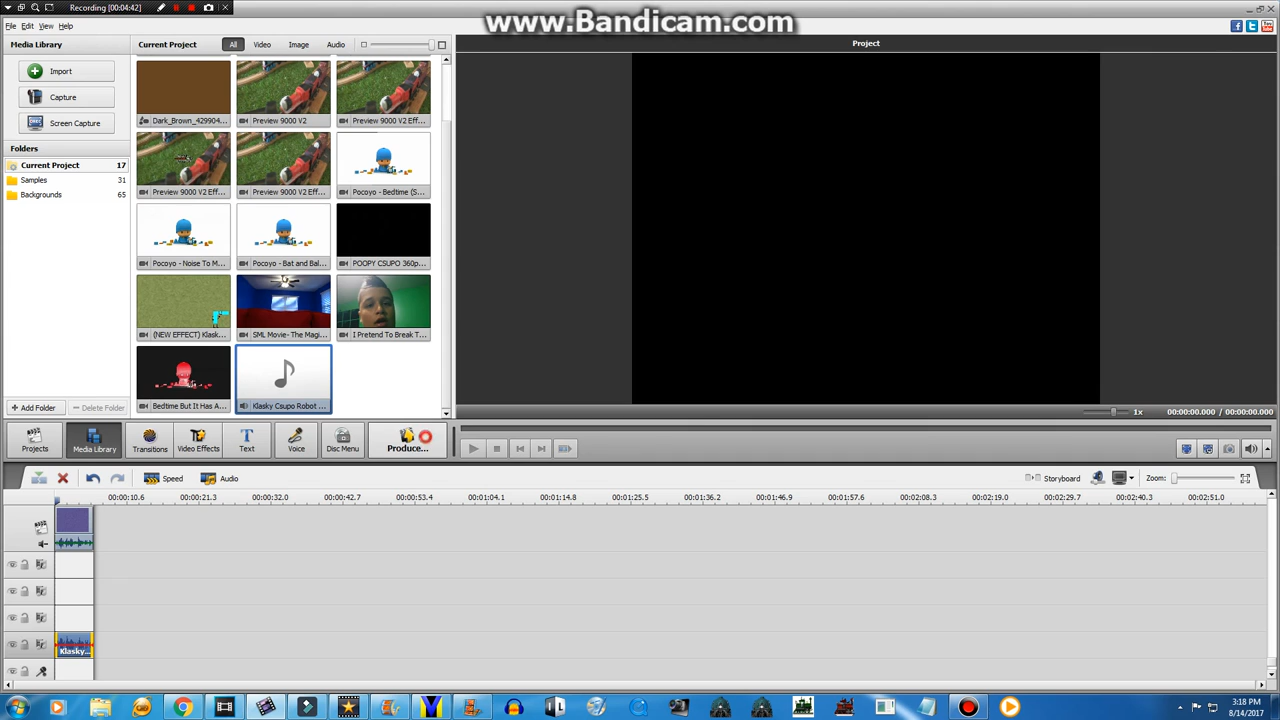 Recording [00:04:42]
www.Bandicam.com
File Edit View Help
Media Library
Current Project
All Video Image Audio
Project
Import
Capture
Screen Capture
Folders
Current Project 17
Samples 31
Backgrounds 65
Dark_Brown_429904...
Preview 9000 V2
Preview 9000 V2 Eff...
Preview 9000 V2 Eff...
Preview 9000 V2 Eff...
Pocoyo - Bedtime (S...
Pocoyo - Noise To M...
Pocoyo - Bat and Bal...
POOPY CSUPO 360p...
(NEW EFFECT) Klask...
SML Movie- The Magi...
I Pretend To Break T...
Bedtime But It Has A...
Klasky Csupo Robot ...
Add Folder
Delete Folder
1x 00:00:00.000 / 00:00:00.000
Projects
Media Library
Transitions
Video Effects
Text
Voice
Disc Menu
Produce...
Speed
Audio
Storyboard
Zoom:
00:00:10.6 00:00:21.3 00:00:32.0 00:00:42.7 00:00:53.4 00:01:04.1 00:01:14.8 00:01:25.5 00:01:36.2 00:01:46.9 00:01:57.6 00:02:08.3 00:02:19.0 00:02:29.7 00:02:40.3 00:02:51.0
Klasky...
3:18 PM
8/14/2017